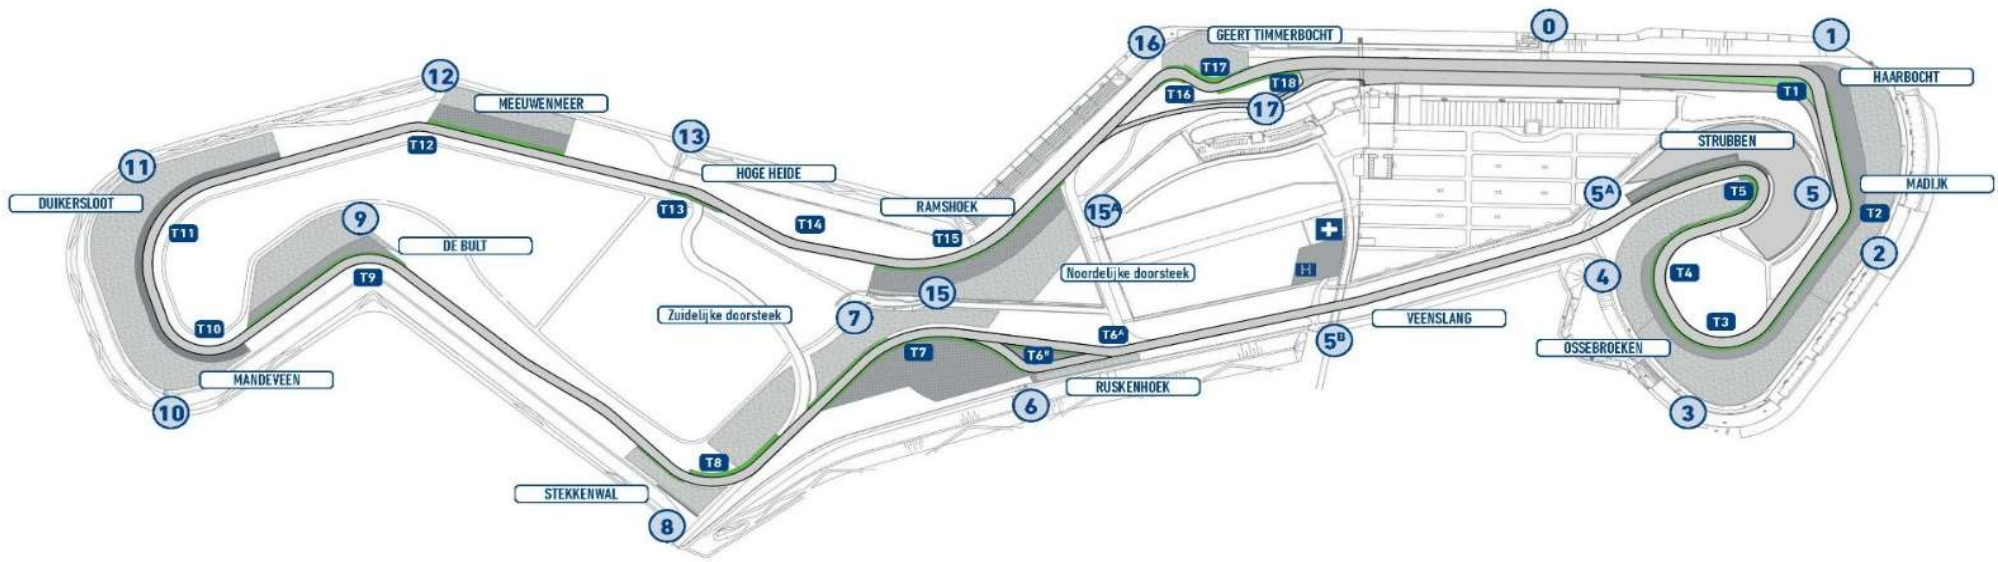 0
1
16
GEERT TIMMERBOCHT
T17
T18
T16
17
T1
HAARBOCHT
12
MEEUWENMEER
T12
13
HOGE HEIDE
STRUBBEN
11
DUIKERSLOOT
T11
9
DE BULT
T9
T13
T14
RAMSHOEK
T15
15A
5A
T5
5
MADIJK
T2
2
H
Noordelijke doorsteek
15
4
T4
Zuidelijke doorsteek
7
T10
T7
T6A
T6B
VEENSLANG
5B
T3
OSSEBROEKEN
MANDEVEEN
10
RUSKENHOEK
6
3
T8
STEKKENWAL
8